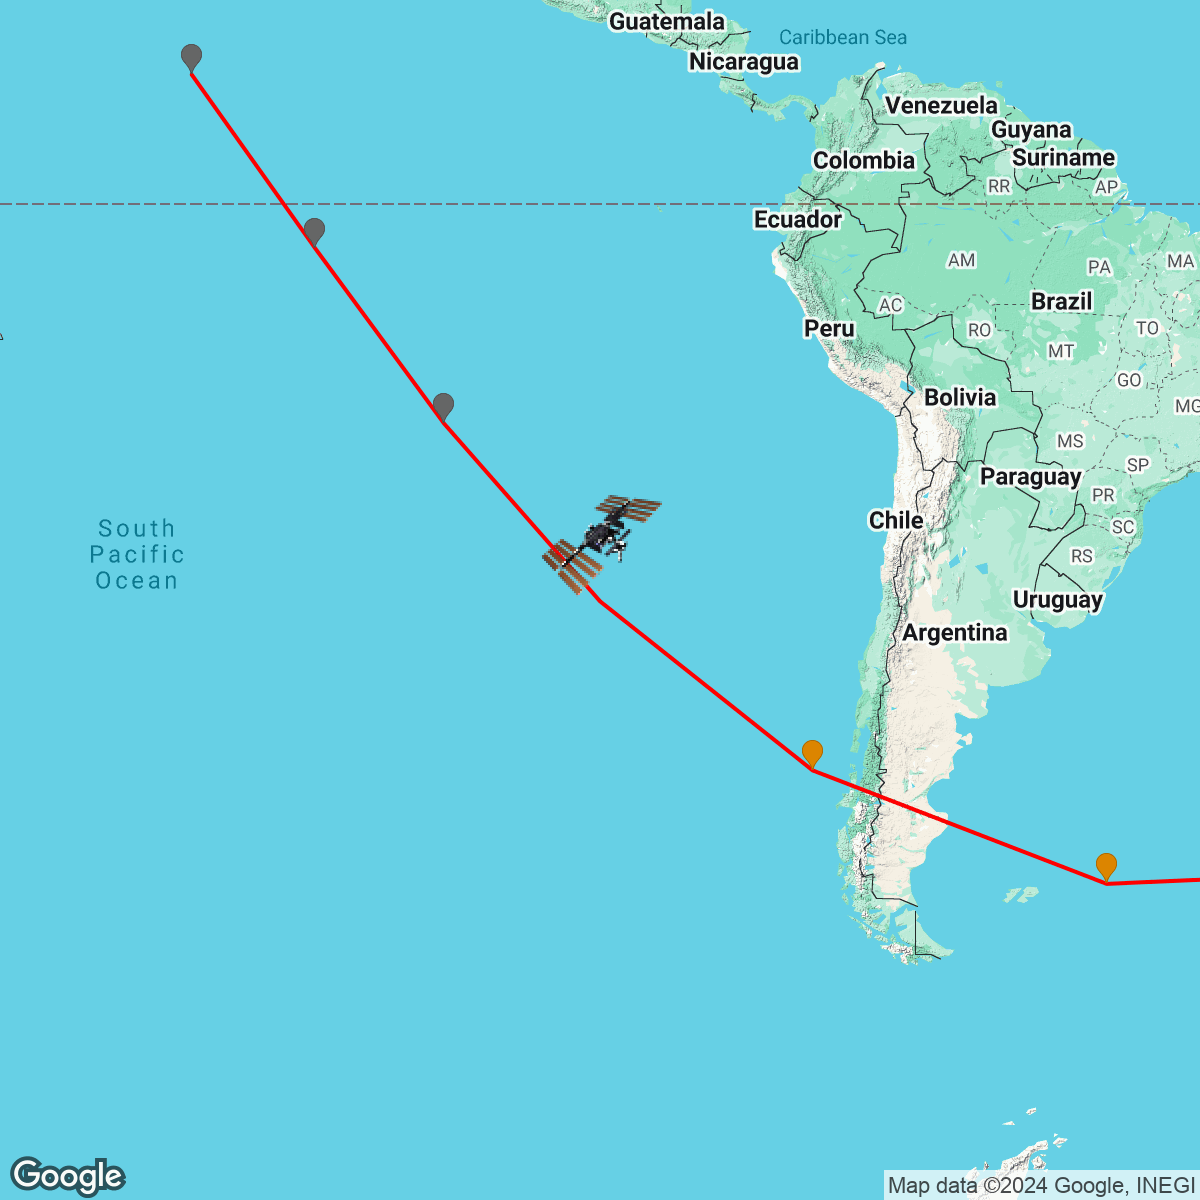 Guatemala
Caribbean Sea
Nicaragua
Venezuela
Guyana
Colombia
Suriname
RR
AP
Ecuador
AM
PA
MA
AC
Brazil
Peru
RO
TO
MT
GO
Bolivia
MG
MS
SP
Paraguay
PR
Chile
SC
South
Pacific
Ocean
RS
Uruguay
Argentina
Google
Map data ©2024 Google, INEGI